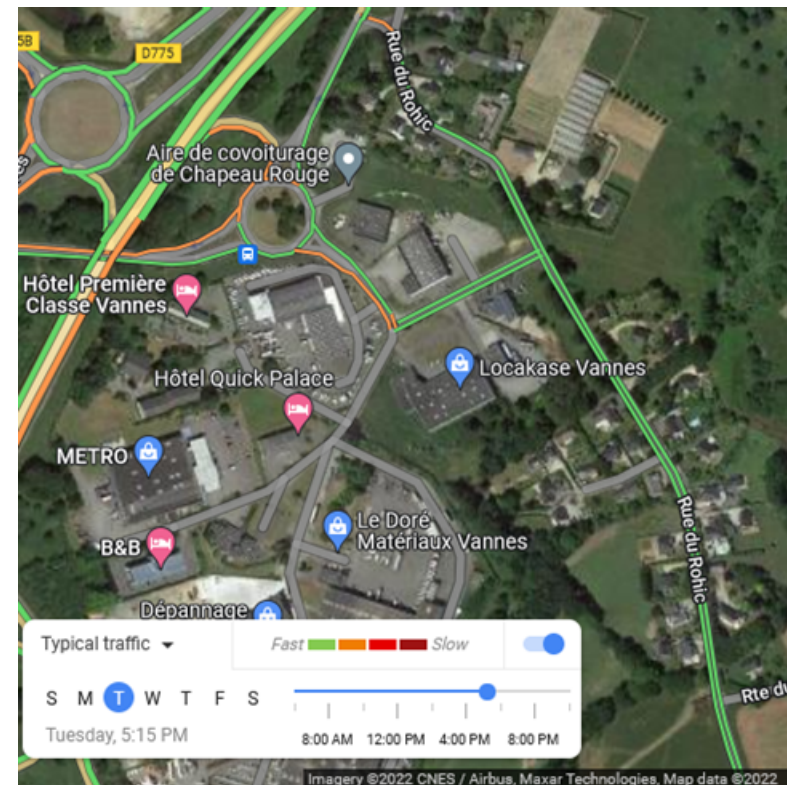 5B
D775
Rue du Rohic
Aire de covoiturage
de Chapeau Rouge
Hôtel Première
Classe Vannes
Locakase Vannes
Hôtel Quick Palace
METRO
Rue du Rohic
Le Doré
Matériaux Vannes
B&B
Dépannage
Rte du
Typical traffic
Fast
Slow
S M T W T F S
Tuesday, 5:15 PM
8:00 AM 12:00 PM 4:00 PM 8:00 PM
Imagery ©2022 CNES / Airbus, Maxar Technologies, Map data ©2022